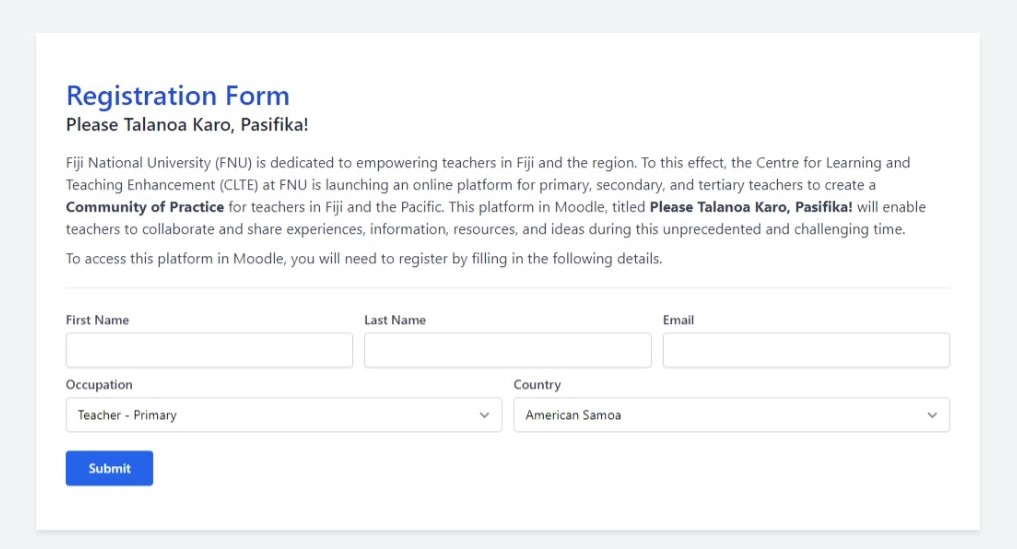 Registration Form
Please Talanoa Karo, Pasifika!
Fiji National University (FNU) is dedicated to empowering teachers in Fiji and the region. To this effect, the Centre for Learning and
Teaching Enhancement (CLTE) at FNU is launching an online platform for primary, secondary, and tertiary teachers to create a
Community of Practice for teachers in Fiji and the Pacific. This platform in Moodle, titled Please Talanoa Karo, Pasifika! will enable
teachers to collaborate and share experiences, information, resources, and ideas during this unprecedented and challenging time.
To access this platform in Moodle, you will need to register by filling in the following details.
First Name Last Name Email
Occupation Country
Teacher - Primary American Samoa
Submit